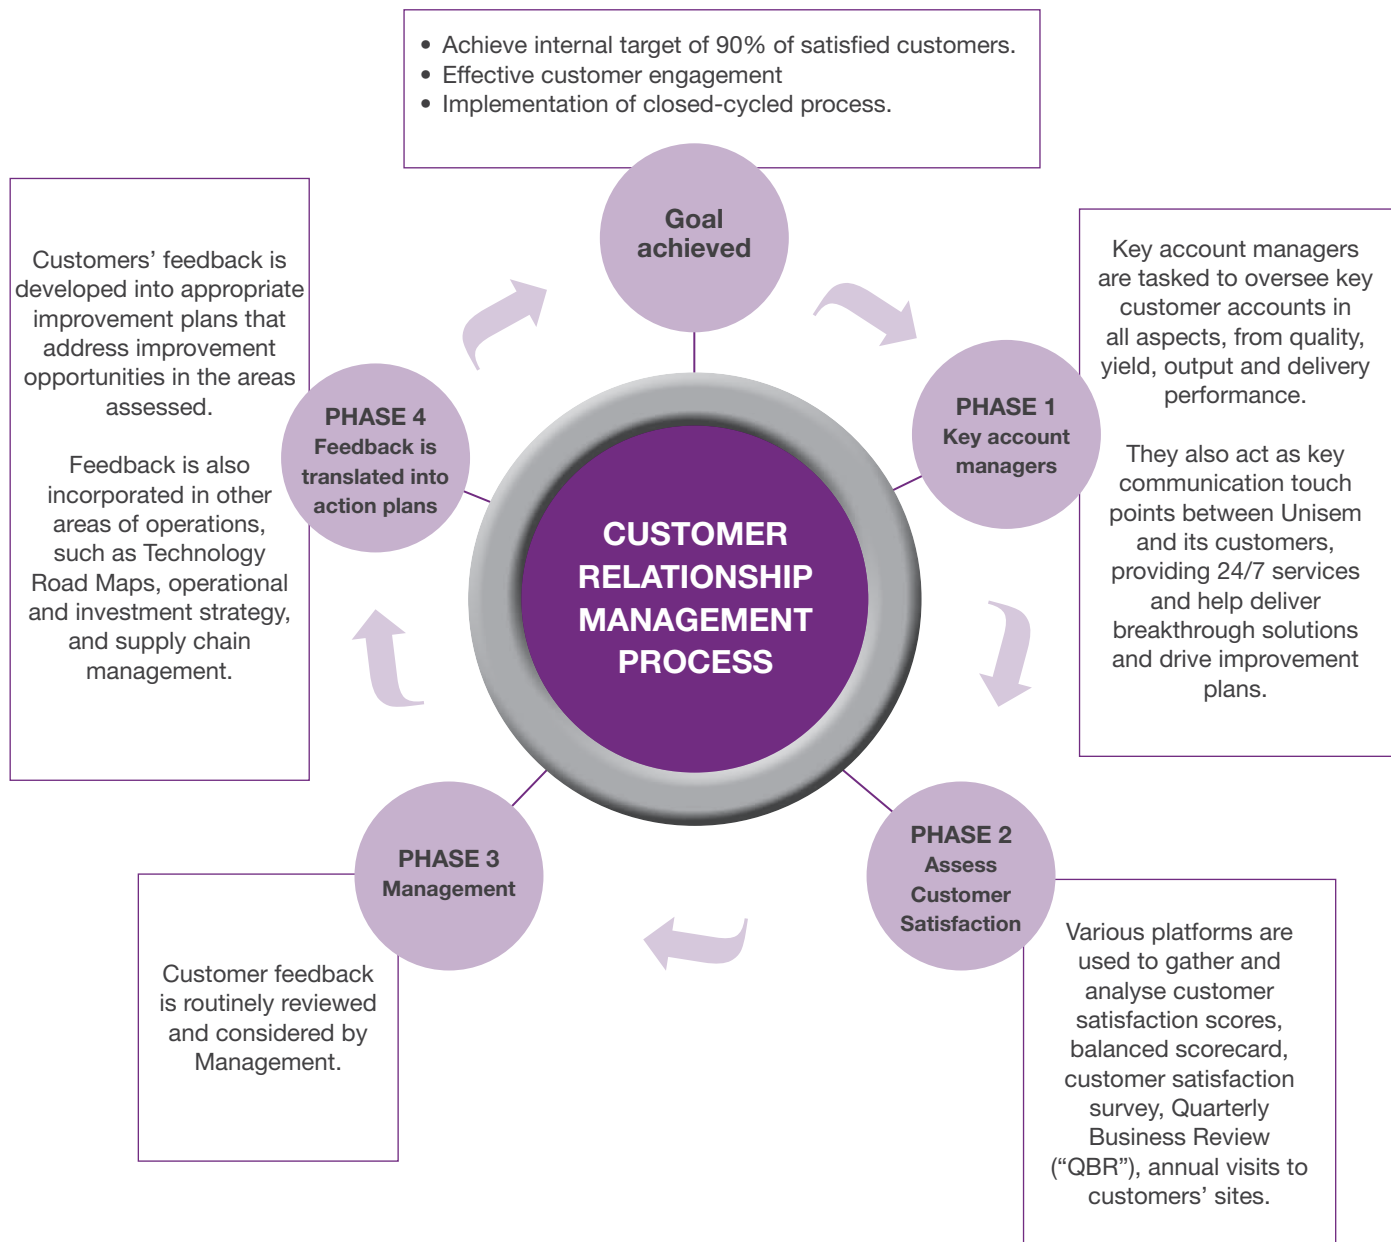 • Achieve internal target of 90% of satisfied customers.
• Effective customer engagement
• Implementation of closed-cycled process.
Goal
achieved
Key account managers
are tasked to oversee key
customer accounts in
all aspects, from quality,
yield, output and delivery
performance.
They also act as key
communication touch
points between Unisem
and its customers,
providing 24/7 services
and help deliver
breakthrough solutions
and drive improvement
plans.
PHASE 1
Key account
managers
Customers’ feedback is
developed into appropriate
improvement plans that
address improvement
opportunities in the areas
assessed.
Feedback is also
incorporated in other
areas of operations,
such as Technology
Road Maps, operational
and investment strategy,
and supply chain
management.
PHASE 4
Feedback is
translated into
action plans
CUSTOMER
RELATIONSHIP
MANAGEMENT
PROCESS
PHASE 2
Assess
Customer
Satisfaction
Various platforms are
used to gather and
analyse customer
satisfaction scores,
balanced scorecard,
customer satisfaction
survey, Quarterly
Business Review
(“QBR”), annual visits to
customers’ sites.
PHASE 3
Management
Customer feedback
is routinely reviewed
and considered by
Management.